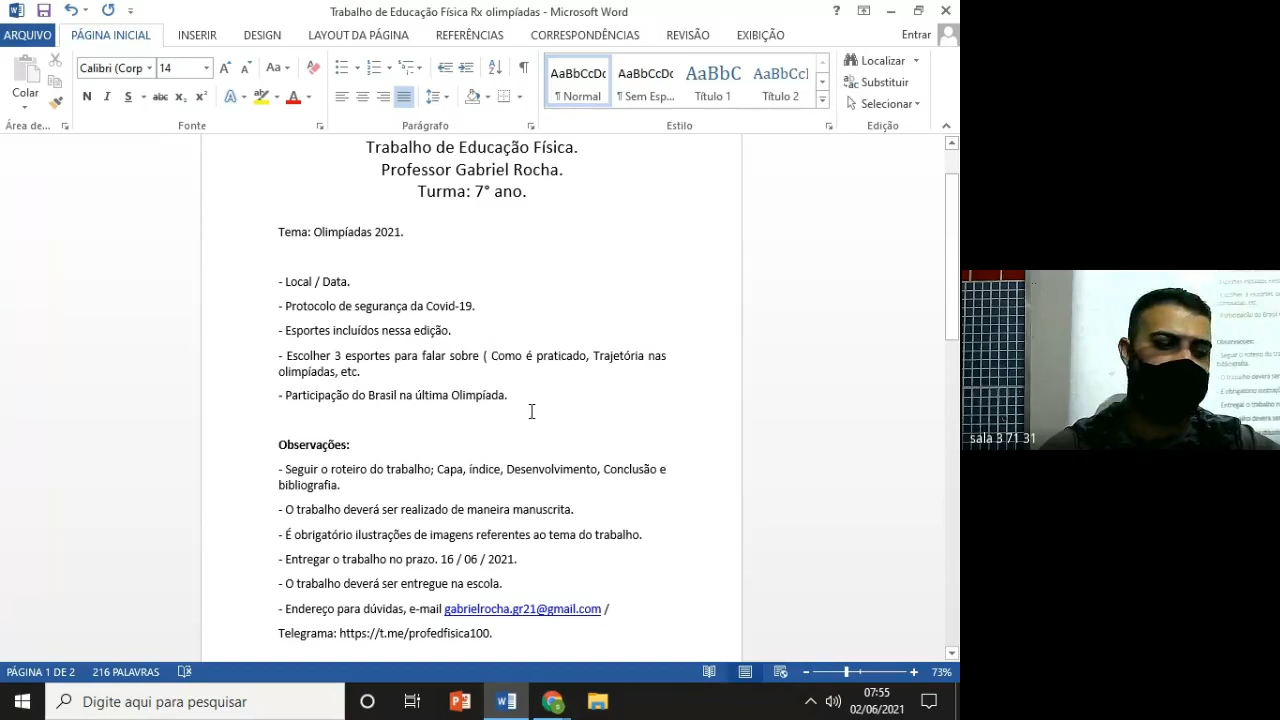 Trabalho de Educação Física Rx olimpíadas - Microsoft Word
ARQUIVO PÁGINA INICIAL INSERIR DESIGN LAYOUT DA PÁGINA REFERÊNCIAS CORRESPONDÊNCIAS REVISÃO EXIBIÇÃO Entrar
Calibri (Corp 14
Colar
AaBbCcDc AaBbCcDc AaBbC AaBbCcI
¶ Normal ¶ Sem Esp... Título 1 Título 2
Localizar
Substituir
Selecionar
Área de... Fonte Parágrafo Estilo Edição
Trabalho de Educação Física.
Professor Gabriel Rocha.
Turma: 7° ano.
Tema: Olimpíadas 2021.
- Local / Data.
- Protocolo de segurança da Covid-19.
- Esportes incluídos nessa edição.
- Escolher 3 esportes para falar sobre ( Como é praticado, Trajetória nas
olimpíadas, etc.
- Participação do Brasil na última Olimpíada.
Observações:
- Seguir o roteiro do trabalho; Capa, índice, Desenvolvimento, Conclusão e
bibliografia.
- O trabalho deverá ser realizado de maneira manuscrita.
- É obrigatório ilustrações de imagens referentes ao tema do trabalho.
- Entregar o trabalho no prazo. 16 / 06 / 2021.
- O trabalho deverá ser entregue na escola.
- Endereço para dúvidas, e-mail gabrielrocha.gr21@gmail.com /
Telegrama: https://t.me/profedfisica100.
sala 3 71 31
PÁGINA 1 DE 2 216 PALAVRAS 73%
Digite aqui para pesquisar
07:55
02/06/2021